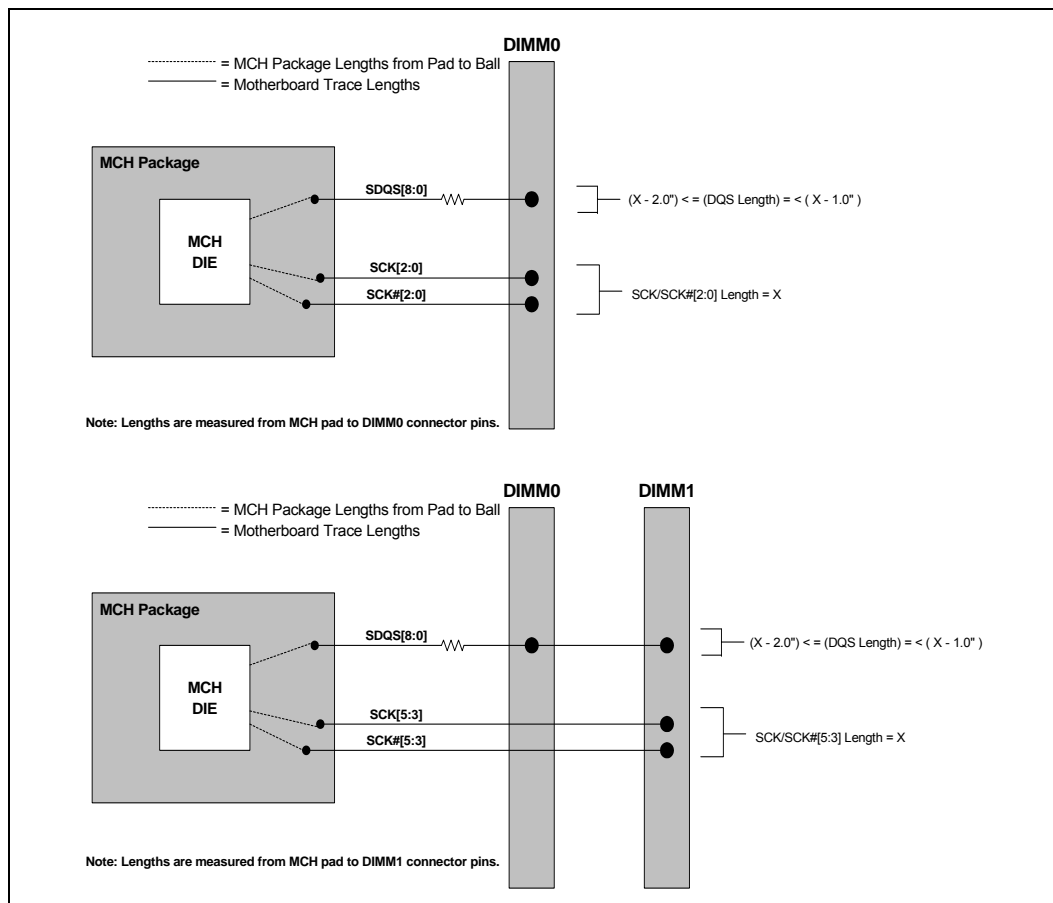 DIMM0
= MCH Package Lengths from Pad to Ball
= Motherboard Trace Lengths
MCH Package
SDQS[8:0]
(X - 2.0") < = (DQS Length) = < ( X - 1.0" )
MCH
DIE
SCK[2:0]
SCK#[2:0]
SCK/SCK#[2:0] Length = X
Note: Lengths are measured from MCH pad to DIMM0 connector pins.
DIMM0 DIMM1
= MCH Package Lengths from Pad to Ball
= Motherboard Trace Lengths
MCH Package
SDQS[8:0]
(X - 2.0") < = (DQS Length) = < ( X - 1.0" )
MCH
DIE
SCK[5:3]
SCK#[5:3]
SCK/SCK#[5:3] Length = X
Note: Lengths are measured from MCH pad to DIMM1 connector pins.